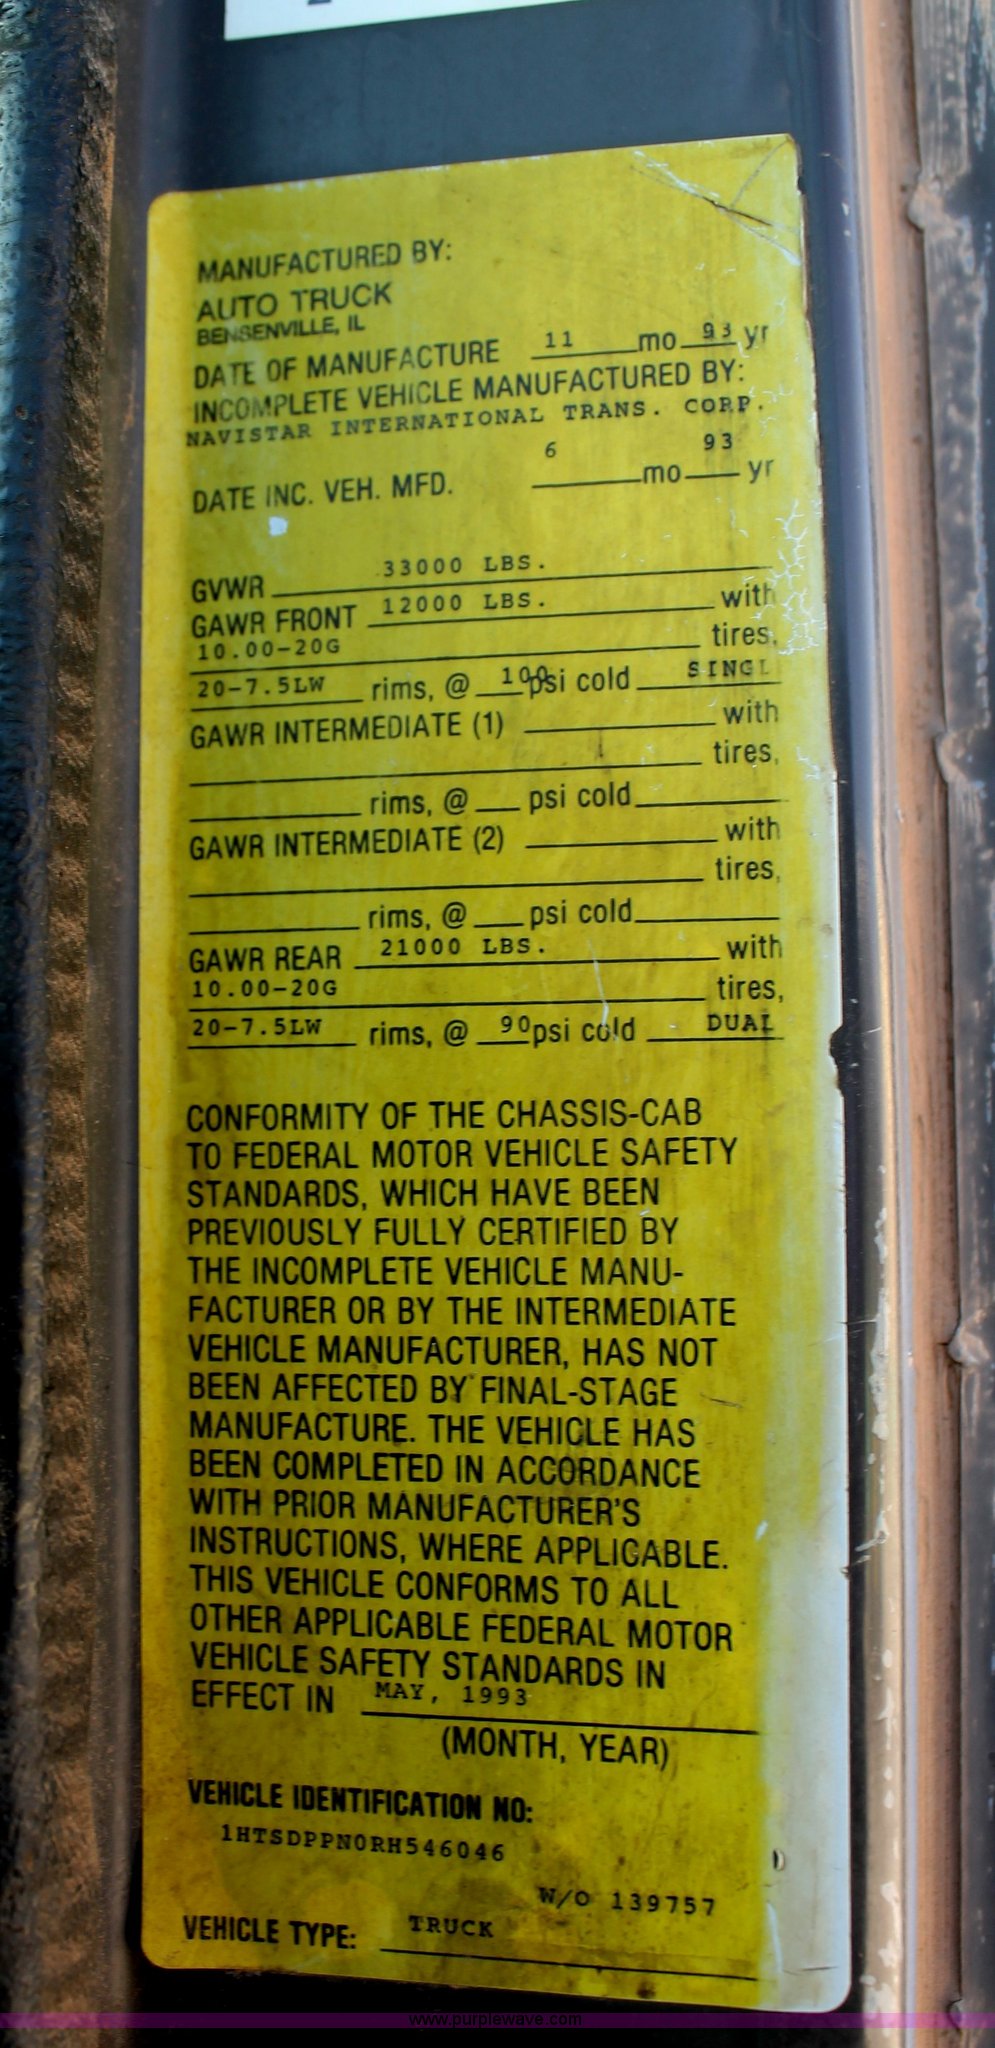 MANUFACTURED BY:
AUTO TRUCK
BENSENVILLE, IL
DATE OF MANUFACTURE 11 mo 93 yr
INCOMPLETE VEHICLE MANUFACTURED BY:
NAVISTAR INTERNATIONAL TRANS. CORP.
DATE INC. VEH. MFD. 6 mo 93 yr
GVWR 33000 LBS.
GAWR FRONT 12000 LBS. with
10.00-20G tires,
20-7.5LW rims, @ 100 psi cold SINGL
GAWR INTERMEDIATE (1) with
tires,
rims, @ psi cold
GAWR INTERMEDIATE (2) with
tires,
rims, @ psi cold
GAWR REAR 21000 LBS. with
10.00-20G tires,
20-7.5LW rims, @ 90 psi cold DUAL
CONFORMITY OF THE CHASSIS-CAB
TO FEDERAL MOTOR VEHICLE SAFETY
STANDARDS, WHICH HAVE BEEN
PREVIOUSLY FULLY CERTIFIED BY
THE INCOMPLETE VEHICLE MANU-
FACTURER OR BY THE INTERMEDIATE
VEHICLE MANUFACTURER, HAS NOT
BEEN AFFECTED BY FINAL-STAGE
MANUFACTURE. THE VEHICLE HAS
BEEN COMPLETED IN ACCORDANCE
WITH PRIOR MANUFACTURER'S
INSTRUCTIONS, WHERE APPLICABLE.
THIS VEHICLE CONFORMS TO ALL
OTHER APPLICABLE FEDERAL MOTOR
VEHICLE SAFETY STANDARDS IN
EFFECT IN MAY, 1993
(MONTH, YEAR)
VEHICLE IDENTIFICATION NO:
1HTSDPPN0RH546046
W/O 139757
VEHICLE TYPE: TRUCK
www.purplewave.com